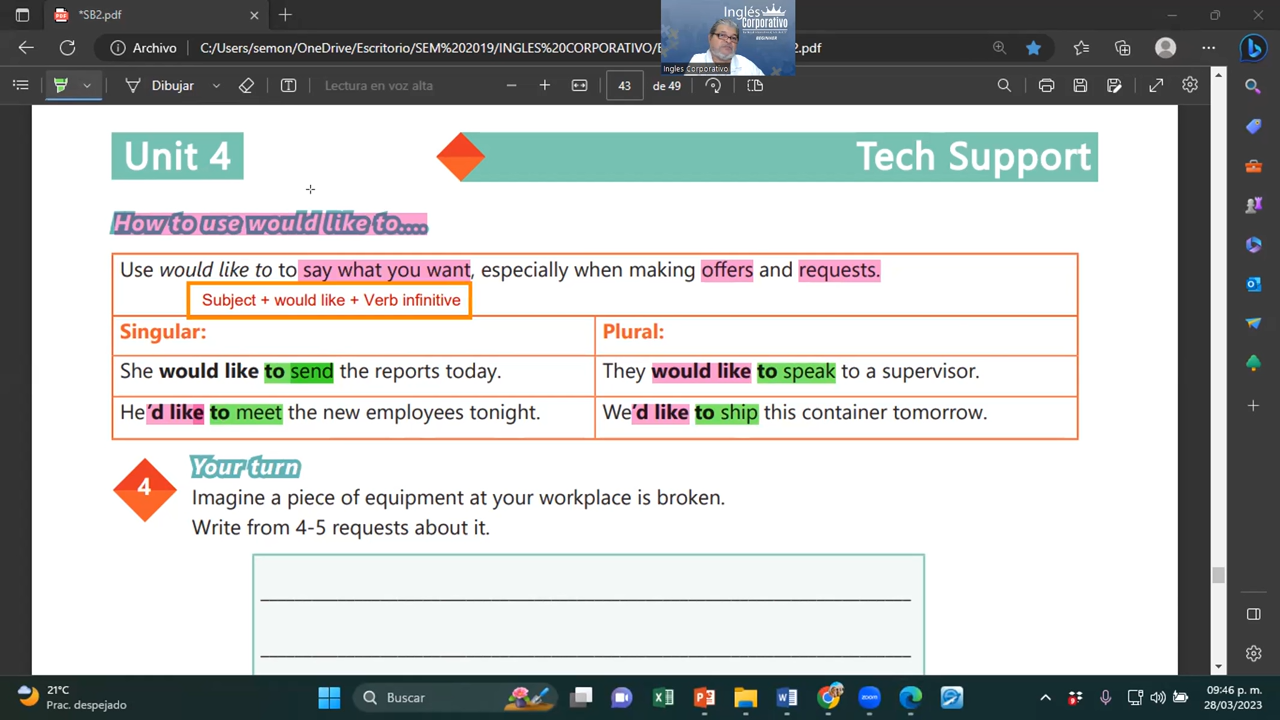 *SB2.pdf
Archivo
C:/Users/semon/OneDrive/Escritorio/SEM%202019/INGLES%20CORPORATIVO/
2.pdf
Inglés
Corporativo
BEGINNER
Ingles Corporativo
Dibujar
Lectura en voz alta
43
de 49
Unit 4
Tech Support
How to use would like to....
Use would like to to say what you want, especially when making offers and requests.
Subject + would like + Verb infinitive
Singular:
Plural:
She would like to send the reports today.
They would like to speak to a supervisor.
He'd like to meet the new employees tonight.
We'd like to ship this container tomorrow.
4
Your turn
Imagine a piece of equipment at your workplace is broken.
Write from 4-5 requests about it.
21°C
Prac. despejado
Buscar
09:46 p. m.
28/03/2023